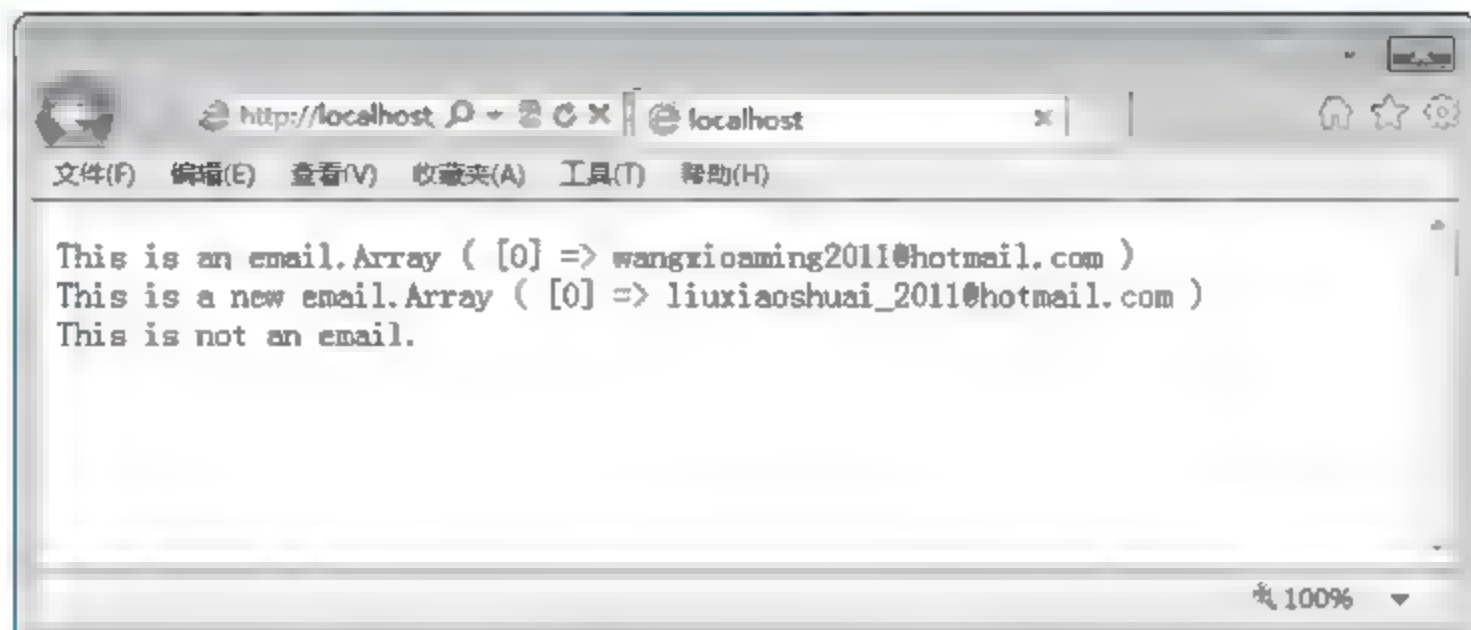 http://localhost localhost
文件(F) 编辑(E) 查看(V) 收藏夹(A) 工具(T) 帮助(H)
This is an email.Array ( [0] => wangxioaming2011@hotmail.com )
This is a new email.Array ( [0] => liuxiaoshuai_2011@hotmail.com )
This is not an email.
100%